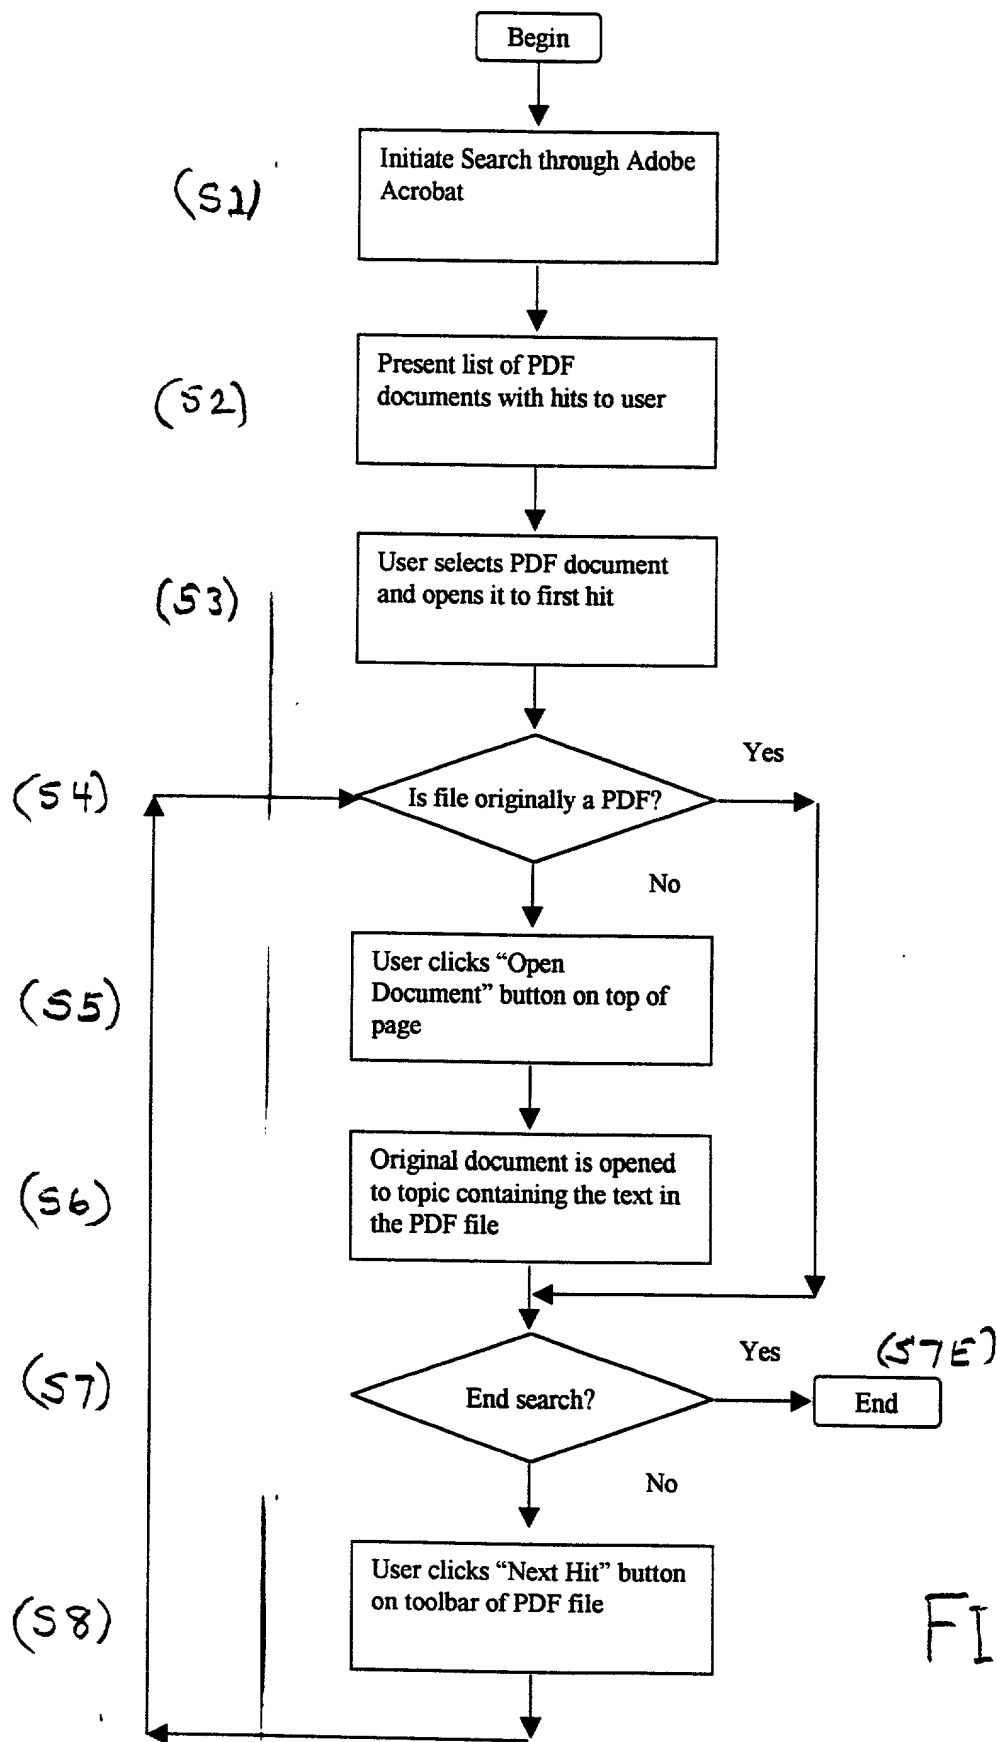 Begin
(S1)
Initiate Search through Adobe
Acrobat
(S2)
Present list of PDF
documents with hits to user
(S3)
User selects PDF document
and opens it to first hit
(S4)
Is file originally a PDF?
Yes
No
(S5)
User clicks “Open
Document” button on top of
page
(S6)
Original document is opened
to topic containing the text in
the PDF file
(S7)
End search?
Yes
(S7E)
End
No
(S8)
User clicks “Next Hit” button
on toolbar of PDF file
FI